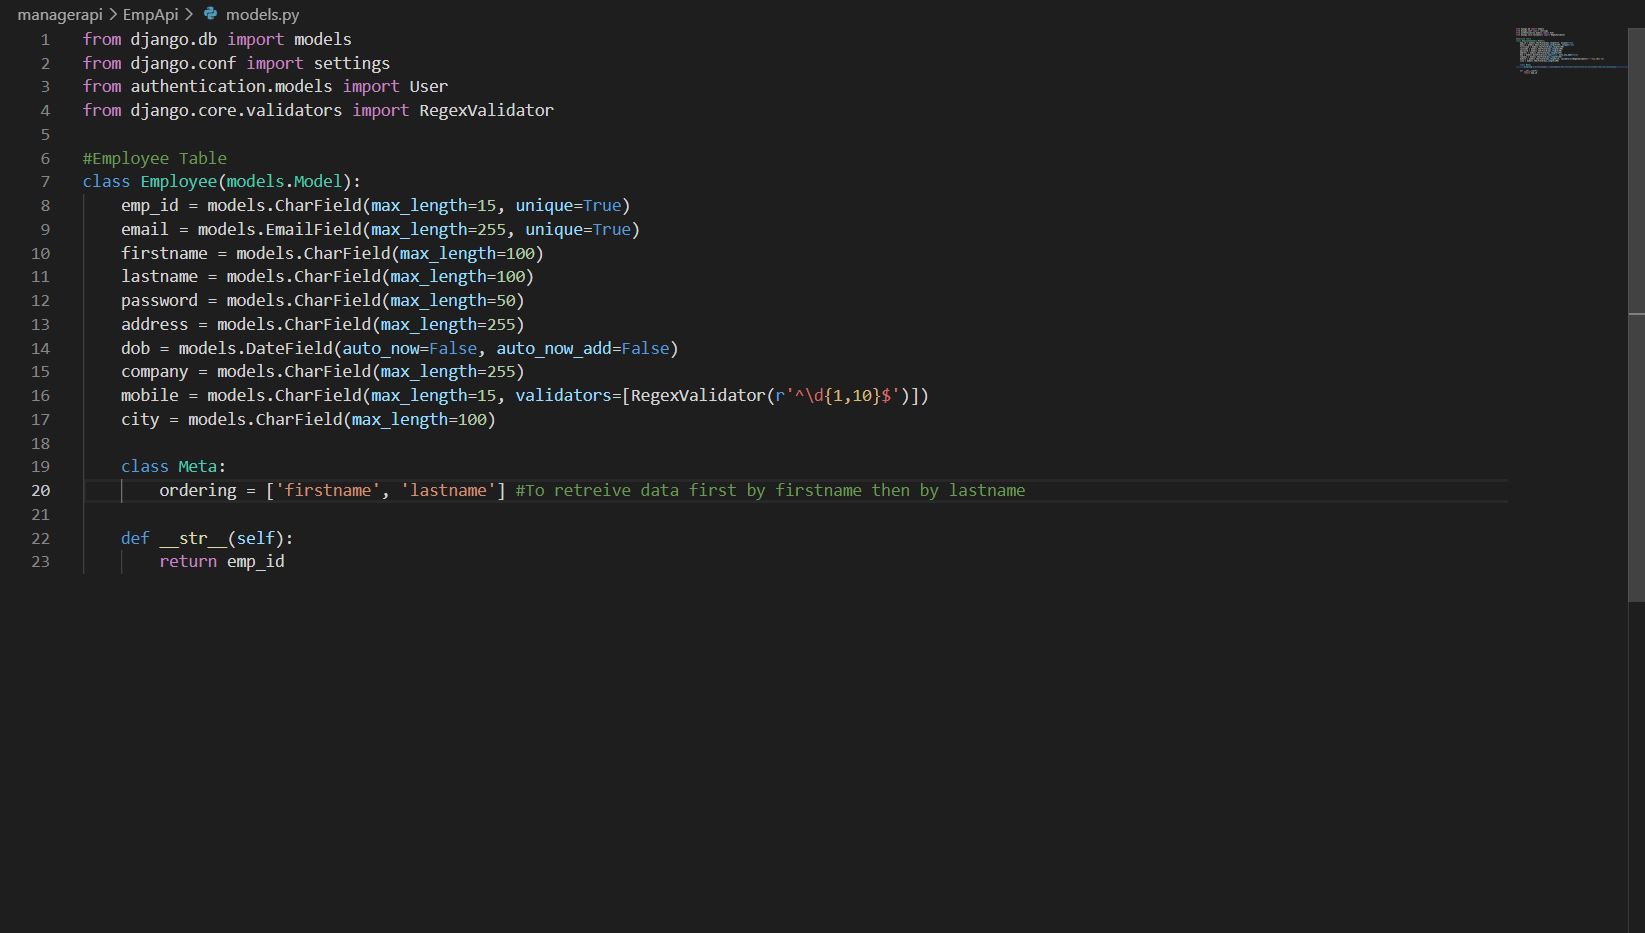 managerapi > EmpApi > models.py
1 from django.db import models
2 from django.conf import settings
3 from authentication.models import User
4 from django.core.validators import RegexValidator
5
6 #Employee Table
7 class Employee(models.Model):
8     emp_id = models.CharField(max_length=15, unique=True)
9     email = models.EmailField(max_length=255, unique=True)
10     firstname = models.CharField(max_length=100)
11     lastname = models.CharField(max_length=100)
12     password = models.CharField(max_length=50)
13     address = models.CharField(max_length=255)
14     dob = models.DateField(auto_now=False, auto_now_add=False)
15     company = models.CharField(max_length=255)
16     mobile = models.CharField(max_length=15, validators=[RegexValidator(r'^\d{1,10}$')])
17     city = models.CharField(max_length=100)
18
19     class Meta:
20         ordering = ['firstname', 'lastname'] #To retreive data first by firstname then by lastname
21
22     def __str__(self):
23         return emp_id